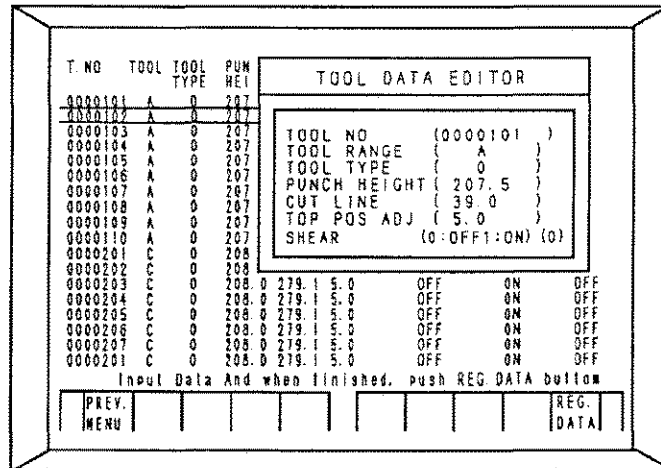 T.NO TOOL TOOL TYPE PUN HEI
0000101 A 0 207
0000102 A 0 207
0000103 A 0 207
0000104 A 0 207
0000105 A 0 207
0000106 A 0 207
0000107 A 0 207
0000108 A 0 207
0000109 A 0 207
0000110 A 0 207
0000201 C 0 208
0000202 C 0 208
0000203 C 0 208.0 279.1 5.0 OFF ON OFF
0000204 C 0 208.0 279.1 5.0 OFF ON OFF
0000205 C 0 208.0 279.1 5.0 OFF ON OFF
0000206 C 0 208.0 279.1 5.0 OFF ON OFF
0000207 C 0 208.0 279.1 5.0 OFF ON OFF
0000201 C 0 208.0 279.1 5.0 OFF ON OFF
TOOL DATA EDITOR
TOOL NO (0000101 )
TOOL RANGE ( A )
TOOL TYPE ( 0 )
PUNCH HEIGHT ( 207.5 )
CUT LINE ( 39.0 )
TOP POS ADJ ( 5.0 )
SHEAR (0:OFF1:ON) (0)
Input Data And when finished, push REG.DATA buttom
PREV. MENU
REG. DATA